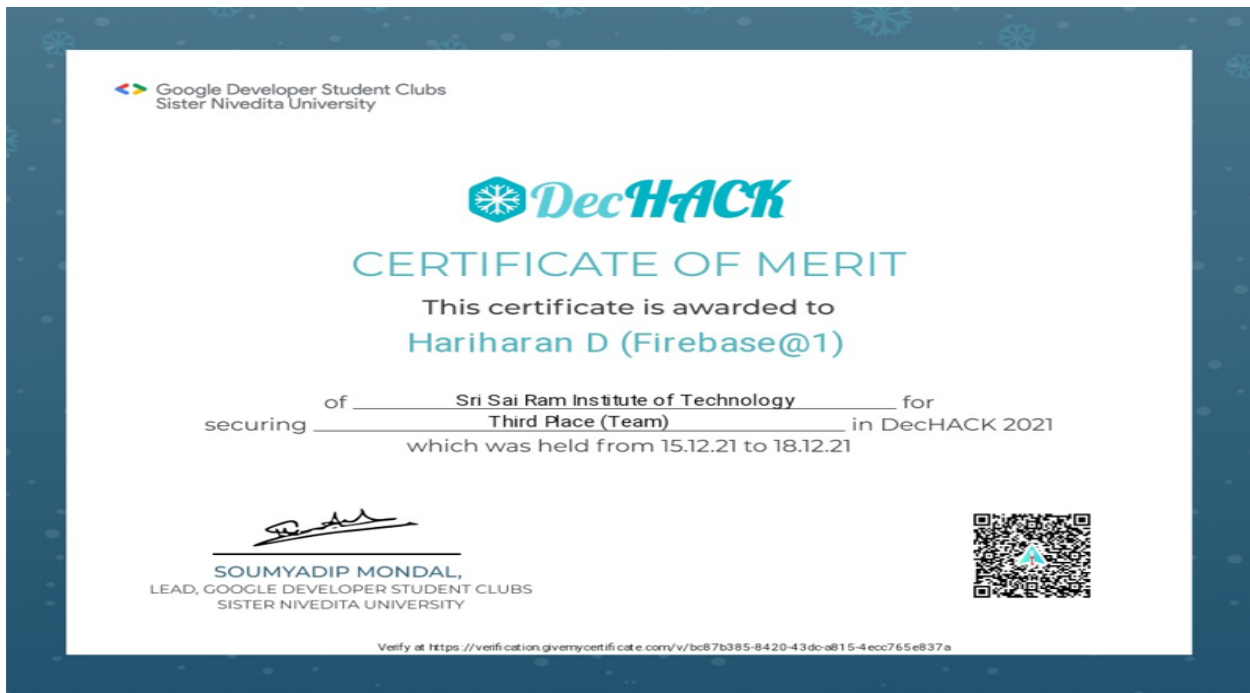 Google Developer Student Clubs
Sister Nivedita University
DecHACK
CERTIFICATE OF MERIT
This certificate is awarded to
Hariharan D (Firebase@1)
of Sri Sai Ram Institute of Technology for
securing Third Place (Team) in DecHACK 2021
which was held from 15.12.21 to 18.12.21
SOUMYADIP MONDAL,
LEAD, GOOGLE DEVELOPER STUDENT CLUBS
SISTER NIVEDITA UNIVERSITY
Verify at https://verification.givemycertificate.com/v/bc87b385-8420-43dc-a815-4ecc765e837a